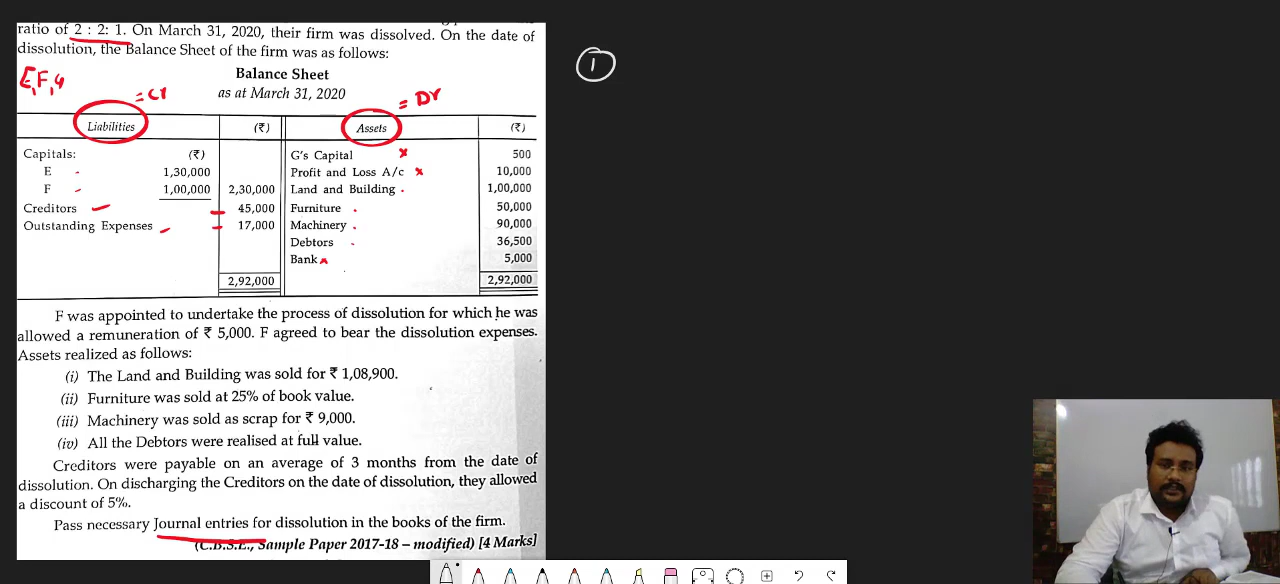 ratio of 2 : 2: 1. On March 31, 2020, their firm was dissolved. On the date of
dissolution, the Balance Sheet of the firm was as follows:
E,F,G
Balance Sheet
as at March 31, 2020
= Cr
= Dr
Liabilities (₹) Assets (₹)
Capitals: (₹) G's Capital 500
E 1,30,000 Profit and Loss A/c 10,000
F 1,00,000 2,30,000 Land and Building 1,00,000
Creditors 45,000 Furniture 50,000
Outstanding Expenses 17,000 Machinery 90,000
Debtors 36,500
Bank 5,000
2,92,000 2,92,000
F was appointed to undertake the process of dissolution for which he was
allowed a remuneration of ₹ 5,000. F agreed to bear the dissolution expenses.
Assets realized as follows:
(i) The Land and Building was sold for ₹ 1,08,900.
(ii) Furniture was sold at 25% of book value.
(iii) Machinery was sold as scrap for ₹ 9,000.
(iv) All the Debtors were realised at full value.
Creditors were payable on an average of 3 months from the date of
dissolution. On discharging the Creditors on the date of dissolution, they allowed
a discount of 5%.
Pass necessary Journal entries for dissolution in the books of the firm.
(C.B.S.E., Sample Paper 2017-18 – modified) [4 Marks]
1